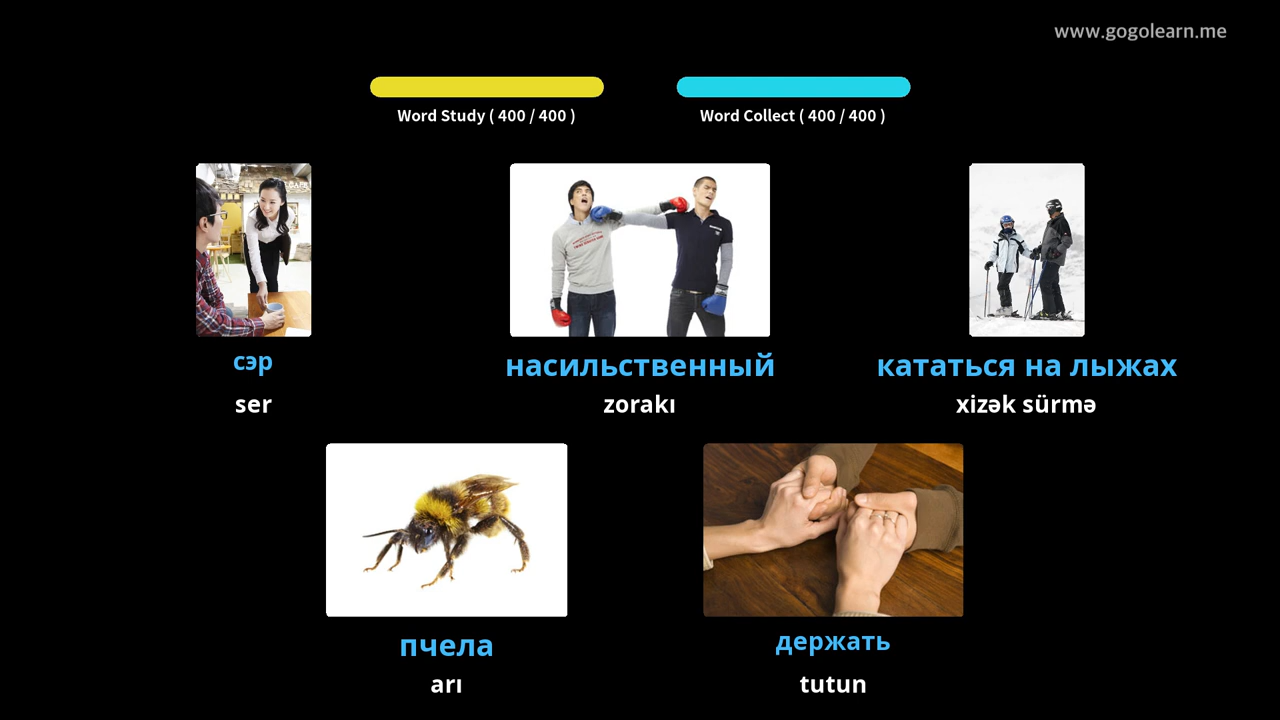 www.gogolearn.me
Word Study ( 400 / 400 )
Word Collect ( 400 / 400 )
сэр
ser
насильственный
zorakı
кататься на лыжах
xizək sürmə
пчела
arı
держать
tutun